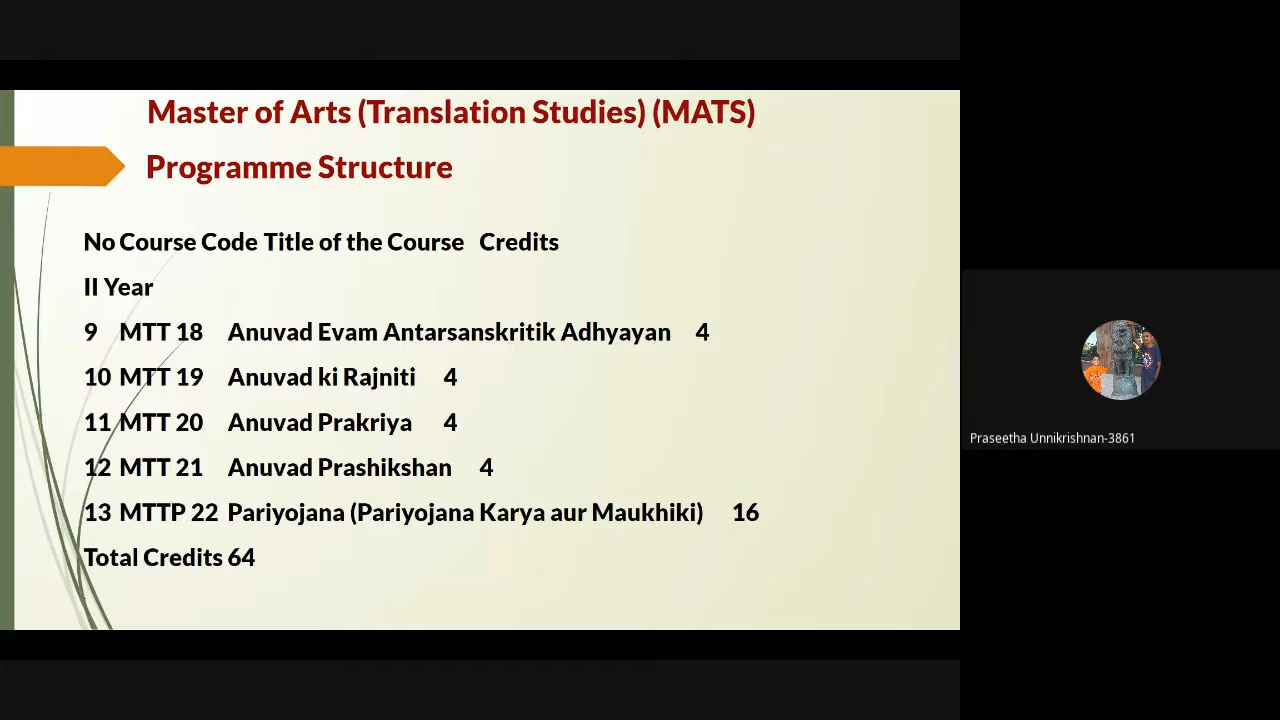 Master of Arts (Translation Studies) (MATS)
Programme Structure
No Course Code Title of the Course Credits
II Year
9 MTT 18 Anuvad Evam Antarsanskritik Adhyayan 4
10 MTT 19 Anuvad ki Rajniti 4
11 MTT 20 Anuvad Prakriya 4
12 MTT 21 Anuvad Prashikshan 4
13 MTTP 22 Pariyojana (Pariyojana Karya aur Maukhiki) 16
Total Credits 64
Praseetha Unnikrishnan-3861